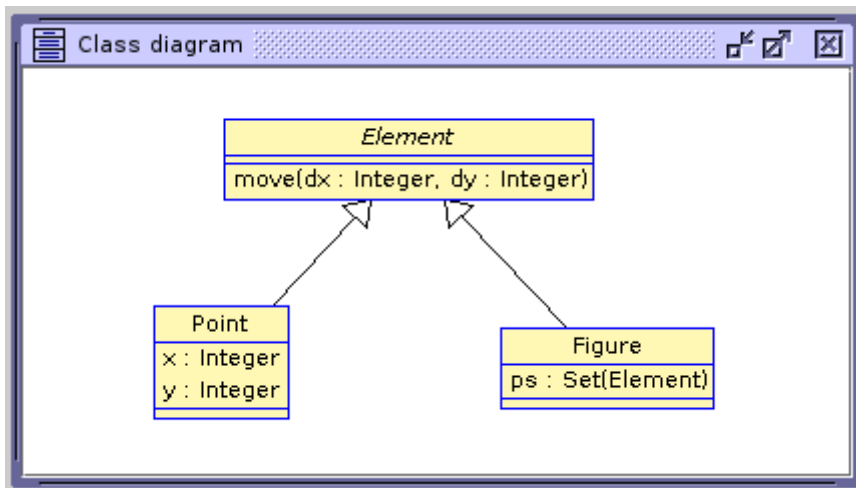 Class diagram
Element
move(dx : Integer, dy : Integer)
Point
x : Integer
y : Integer
Figure
ps : Set(Element)